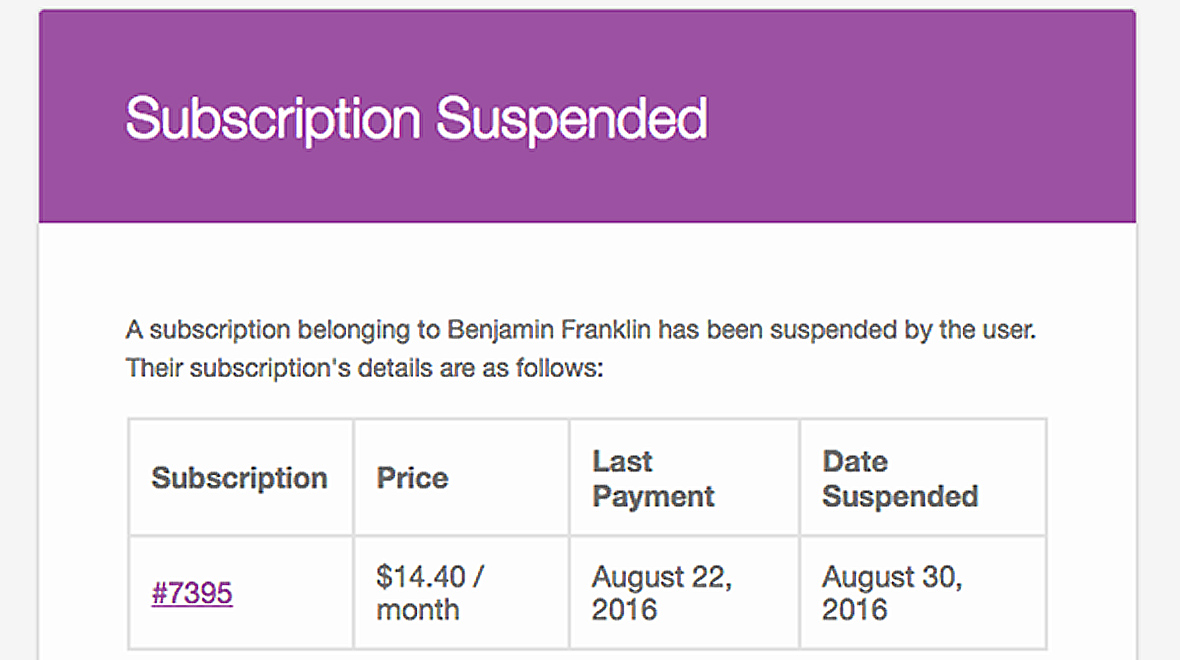 Subscription Suspended
A subscription belonging to Benjamin Franklin has been suspended by the user.
Their subscription's details are as follows:
Subscription
Price
Last
Payment
Date
Suspended
#7395
$14.40 /
month
August 22,
2016
August 30,
2016